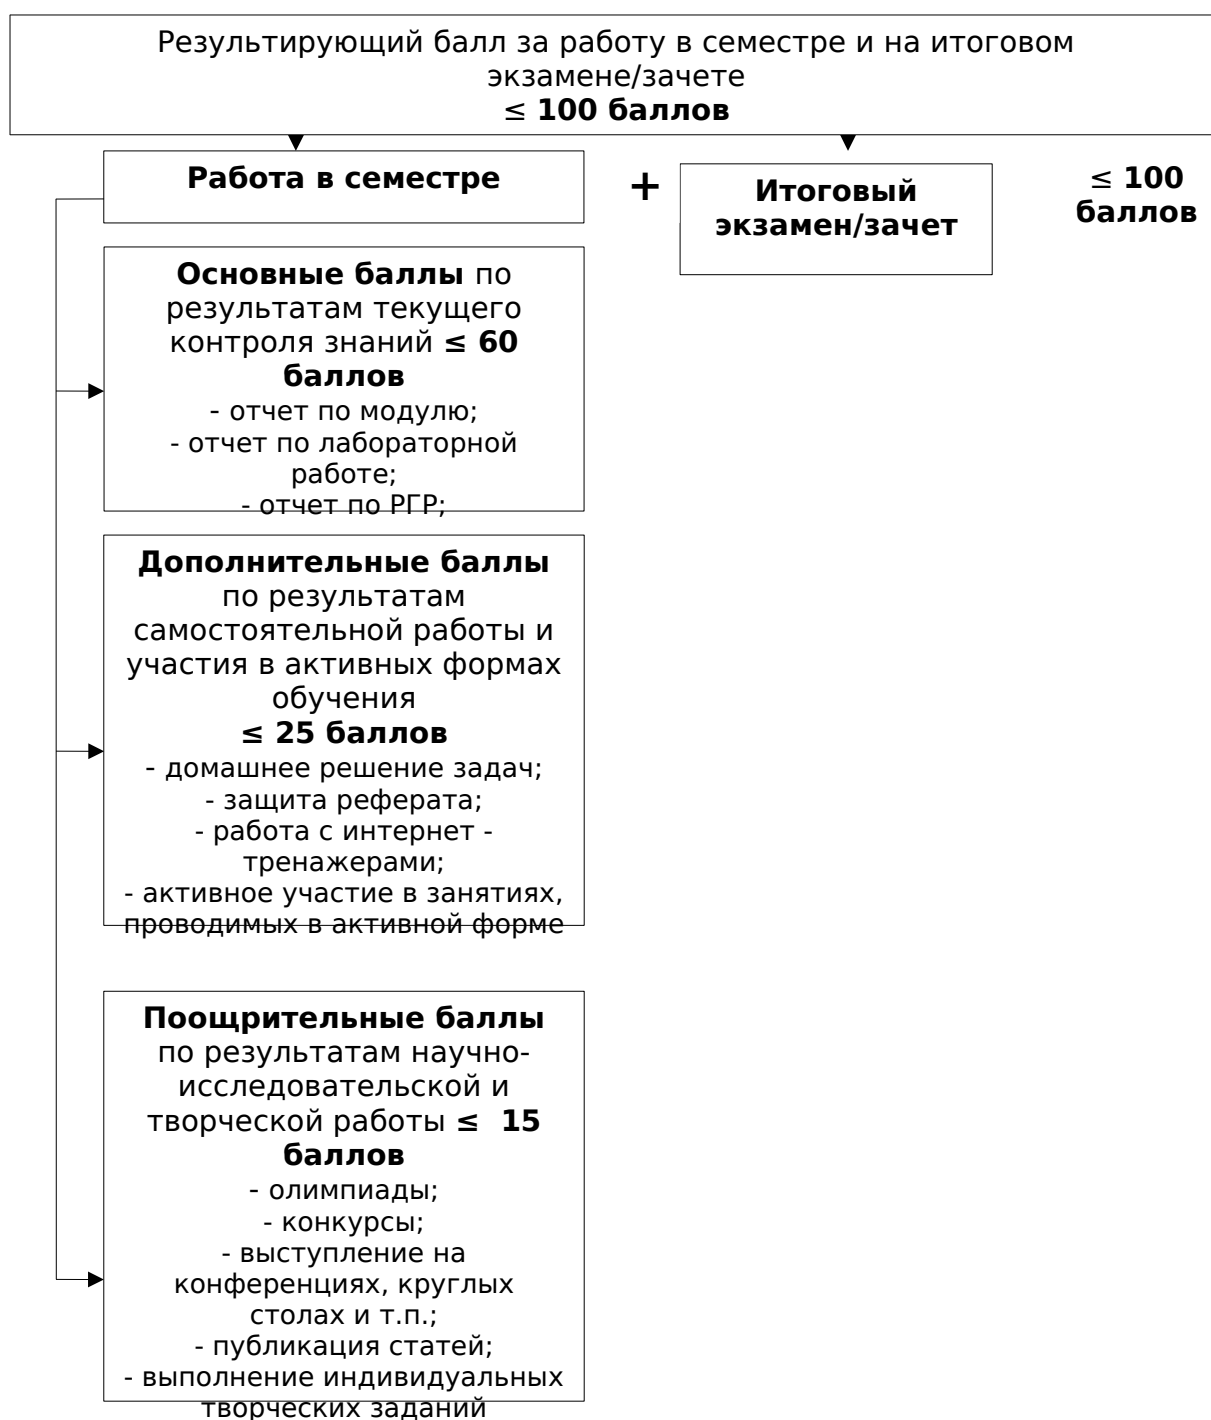 Результирующий балл за работу в семестре и на итоговом
экзамене/зачете
≤ 100 баллов
Работа в семестре
+
Итоговый
экзамен/зачет
≤ 100
баллов
Основные баллы по
результатам текущего
контроля знаний ≤ 60
баллов
- отчет по модулю;
- отчет по лабораторной
работе;
- отчет по РГР;
Дополнительные баллы
по результатам
самостоятельной работы и
участия в активных формах
обучения
≤ 25 баллов
- домашнее решение задач;
- защита реферата;
- работа с интернет -
тренажерами;
- активное участие в занятиях,
проводимых в активной форме
Поощрительные баллы
по результатам научно-
исследовательской и
творческой работы ≤  15
баллов
- олимпиады;
- конкурсы;
- выступление на
конференциях, круглых
столах и т.п.;
- публикация статей;
- выполнение индивидуальных
творческих заданий